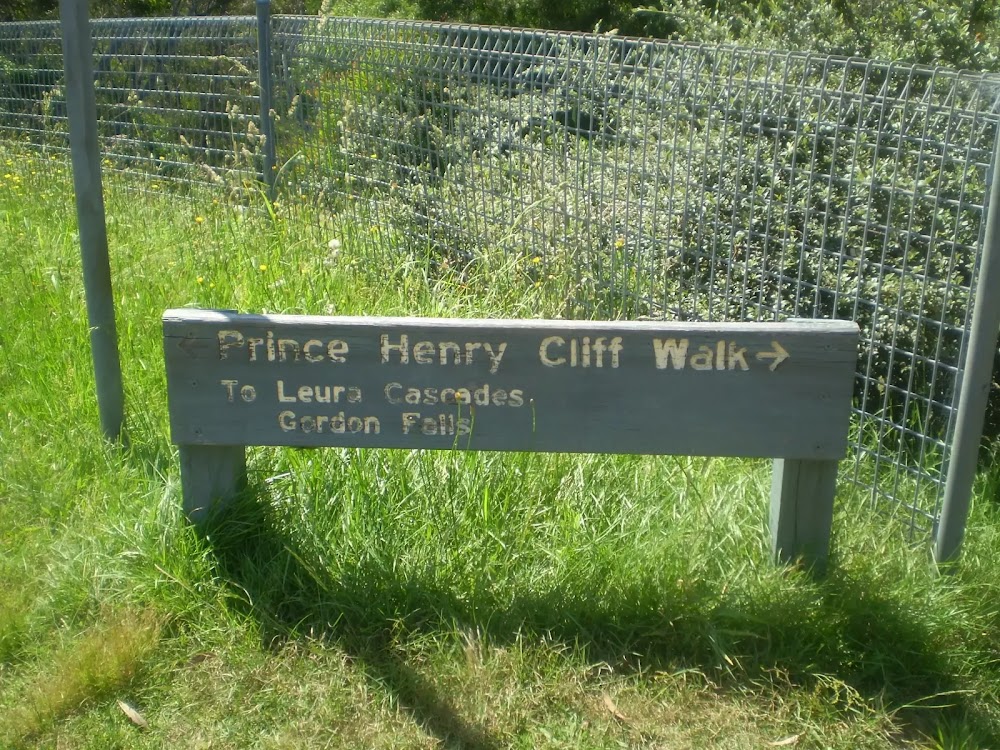 ← Prince Henry Cliff Walk →
To Leura Cascades
Gordon Falls